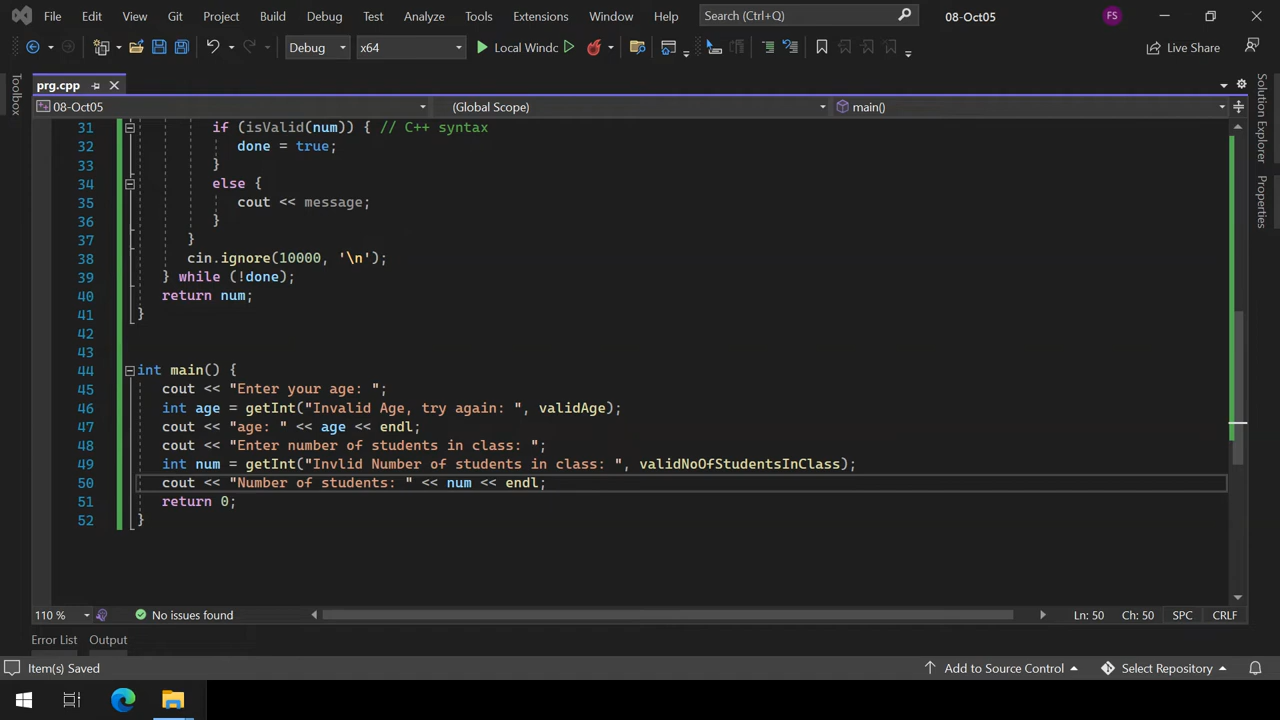 File Edit View Git Project Build Debug Test Analyze Tools Extensions Window Help Search (Ctrl+Q) 08-Oct05 FS
Debug x64 Local Windc Live Share
prg.cpp
08-Oct05 (Global Scope) main()
Toolbox
Solution Explorer
Properties
31 if (isValid(num)) { // C++ syntax
32 done = true;
33 }
34 else {
35 cout << message;
36 }
37 }
38 cin.ignore(10000, '\n');
39 } while (!done);
40 return num;
41 }
42
43
44 int main() {
45 cout << "Enter your age: ";
46 int age = getInt("Invalid Age, try again: ", validAge);
47 cout << "age: " << age << endl;
48 cout << "Enter number of students in class: ";
49 int num = getInt("Invlid Number of students in class: ", validNoOfStudentsInClass);
50 cout << "Number of students: " << num << endl;
51 return 0;
52 }
110 % No issues found Ln: 50 Ch: 50 SPC CRLF
Error List Output
Item(s) Saved Add to Source Control Select Repository